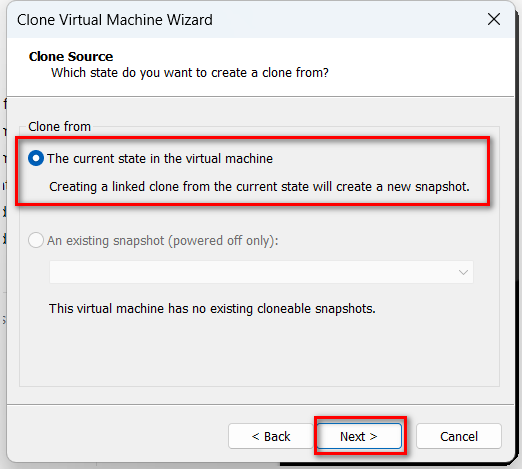 Clone Virtual Machine Wizard
Clone Source
Which state do you want to create a clone from?
Clone from
The current state in the virtual machine
Creating a linked clone from the current state will create a new snapshot.
An existing snapshot (powered off only):
This virtual machine has no existing cloneable snapshots.
< Back
Next >
Cancel